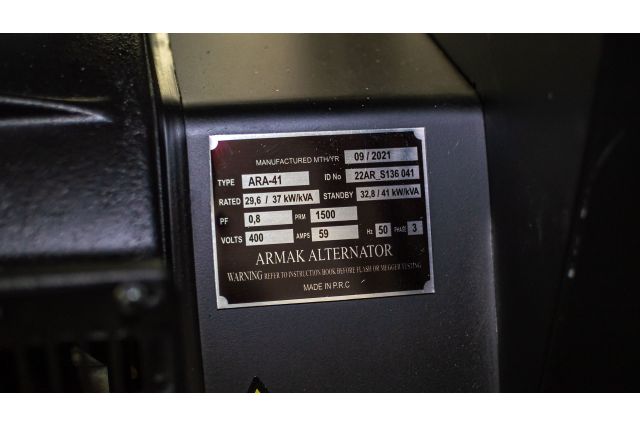 MANUFACTURED MTH/YR 09 / 2021
TYPE ARA-41 ID No 22AR_S136 041
RATED 29,6 / 37 kW/kVA STANDBY 32,8 / 41 kW/kVA
PF 0,8 PRM 1500
VOLTS 400 AMPS 59 Hz 50 PHASE 3
ARMAK ALTERNATOR
WARNING REFER TO INSTRUCTION BOOK BEFORE FLASH OR MEGGER TESTING
MADE IN P.R.C